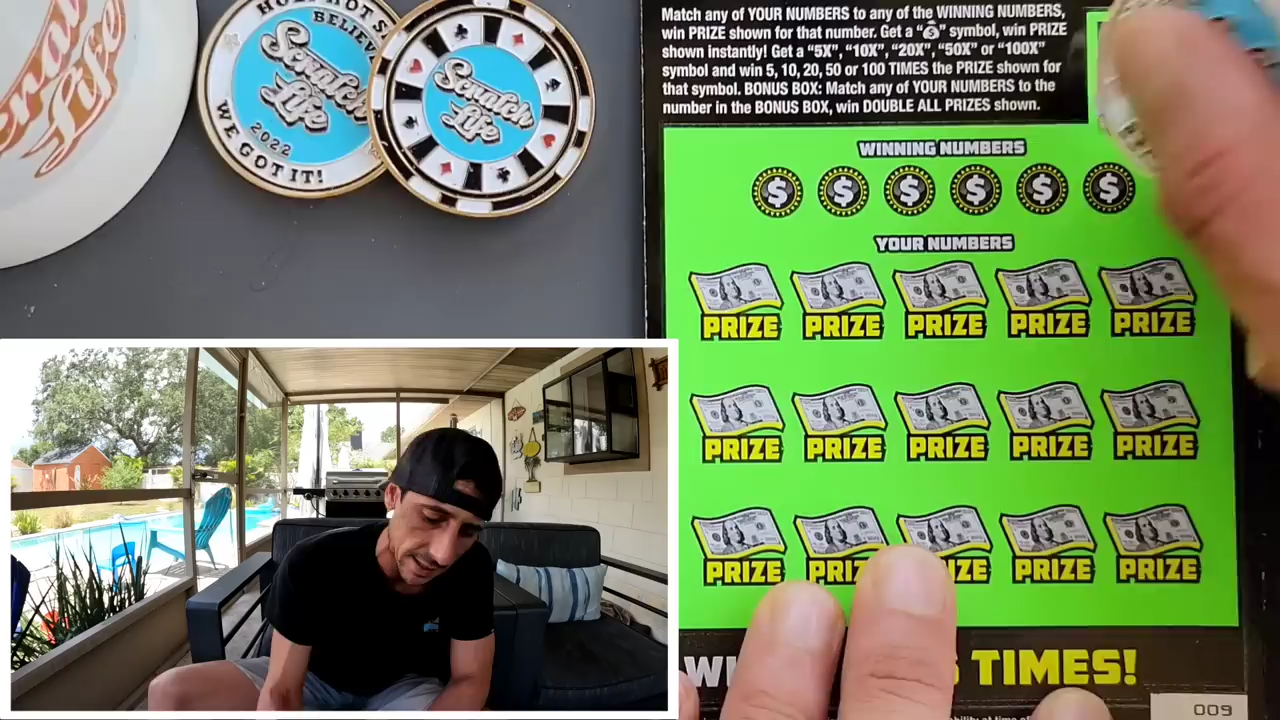 Scratch
Life
HOT
BELIEVE
Scratch
Life
2022
WE GOT IT!
Scratch
Life
Match any of YOUR NUMBERS to any of the WINNING NUMBERS,
win PRIZE shown for that number. Get a “$” symbol, win PRIZE
shown instantly! Get a “5X”, “10X”, “20X”, “50X” or “100X”
symbol and win 5, 10, 20, 50 or 100 TIMES the PRIZE shown for
that symbol. BONUS BOX: Match any of YOUR NUMBERS to the
number in the BONUS BOX, win DOUBLE ALL PRIZES shown.
WINNING NUMBERS
$ $ $ $ $ $
YOUR NUMBERS
PRIZE PRIZE PRIZE PRIZE PRIZE
PRIZE PRIZE PRIZE PRIZE PRIZE
PRIZE PRIZE PRIZE PRIZE
TIMES!
009